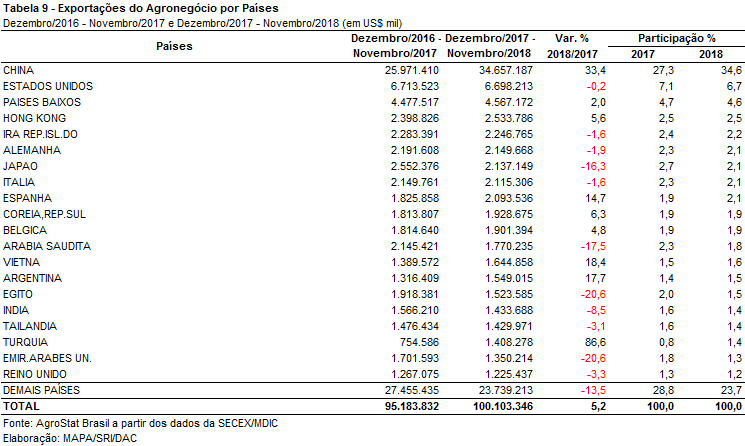 Tabela 9 - Exportações do Agronegócio por Países
Dezembro/2016 - Novembro/2017 e Dezembro/2017 - Novembro/2018 (em US$ mil)
Países Dezembro/2016 - Novembro/2017 Dezembro/2017 - Novembro/2018 Var. % 2018/2017 Participação %
2017 2018
CHINA 25.971.410 34.657.187 33,4 27,3 34,6
ESTADOS UNIDOS 6.713.523 6.698.213 -0,2 7,1 6,7
PAISES BAIXOS 4.477.517 4.567.172 2,0 4,7 4,6
HONG KONG 2.398.826 2.533.786 5,6 2,5 2,5
IRA REP.ISL.DO 2.283.391 2.246.765 -1,6 2,4 2,2
ALEMANHA 2.191.608 2.149.668 -1,9 2,3 2,1
JAPAO 2.552.376 2.137.149 -16,3 2,7 2,1
ITALIA 2.149.761 2.115.306 -1,6 2,3 2,1
ESPANHA 1.825.858 2.093.536 14,7 1,9 2,1
COREIA,REP.SUL 1.813.807 1.928.675 6,3 1,9 1,9
BELGICA 1.814.640 1.901.394 4,8 1,9 1,9
ARABIA SAUDITA 2.145.421 1.770.235 -17,5 2,3 1,8
VIETNA 1.389.572 1.644.858 18,4 1,5 1,6
ARGENTINA 1.316.409 1.549.015 17,7 1,4 1,5
EGITO 1.918.381 1.523.585 -20,6 2,0 1,5
INDIA 1.566.210 1.433.688 -8,5 1,6 1,4
TAILANDIA 1.476.434 1.429.971 -3,1 1,6 1,4
TURQUIA 754.586 1.408.278 86,6 0,8 1,4
EMIR.ARABES UN. 1.701.593 1.350.214 -20,6 1,8 1,3
REINO UNIDO 1.267.075 1.225.437 -3,3 1,3 1,2
DEMAIS PAÍSES 27.455.435 23.739.213 -13,5 28,8 23,7
TOTAL 95.183.832 100.103.346 5,2 100,0 100,0
Fonte: AgroStat Brasil a partir dos dados da SECEX/MDIC
Elaboração: MAPA/SRI/DAC